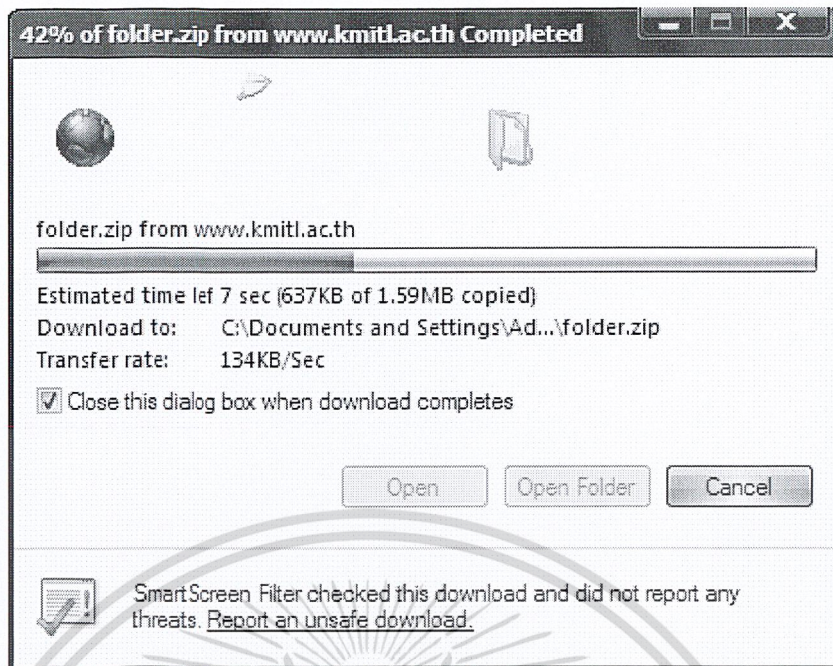 42% of folder.zip from www.kmitl.ac.th Completed
folder.zip from www.kmitl.ac.th
Estimated time lef 7 sec (637KB of 1.59MB copied)
Download to: C:\Documents and Settings\Ad...\folder.zip
Transfer rate: 134KB/Sec
Close this dialog box when download completes
Open Open Folder Cancel
SmartScreen Filter checked this download and did not report any
threats. Report an unsafe download.